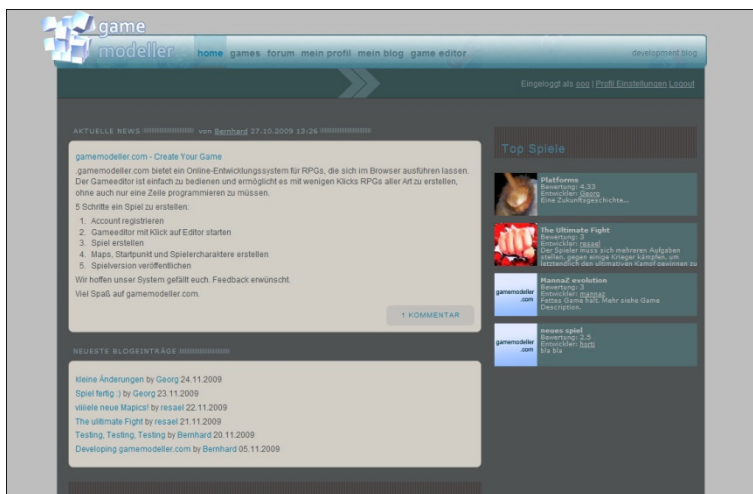 game
modeller
home games forum mein profil mein blog game editor
development blog
Eingeloggt als ooo | Profil Einstellungen Logout
AKTUELLE NEWS von Bernhard 27.10.2009 13:26
gamemodeller.com - Create Your Game
.gamemodeller.com bietet ein Online-Entwicklungssystem für RPGs, die sich im Browser ausführen lassen.
Der Gameeditor ist einfach zu bedienen und ermöglicht es mit wenigen Klicks RPGs aller Art zu erstellen,
ohne auch nur eine Zeile programmieren zu müssen.
5 Schritte ein Spiel zu erstellen:
1. Account registrieren
2. Gameeditor mit Klick auf Editor starten
3. Spiel erstellen
4. Maps, Startpunkt und Spielercharaktere erstellen
5. Spielversion veröffentlichen
Wir hoffen unser System gefällt euch. Feedback erwünscht.
Viel Spaß auf gamemodeller.com.
1 KOMMENTAR
NEUESTE BLOGEINTRÄGE
kleine Änderungen by Georg 24.11.2009
Spiel fertig :) by Georg 23.11.2009
viiiele neue Mapics! by resael 22.11.2009
The ulitimate Fight by resael 21.11.2009
Testing, Testing, Testing by Bernhard 20.11.2009
Developing gamemodeller.com by Bernhard 05.11.2009
Top Spiele
Platforms
Bewertung: 4.33
Entwickler: Georg
Eine Zukunftsgeschichte...
The Ultimate Fight
Bewertung: 3
Entwickler: resael
Der Spieler muss sich mehreren Aufgaben
stellen, gegen einige Krieger kämpfen, um
letztendlich den ultimativen Kampf gewinnen zu
gamemodeller
.com
MannaZ evolution
Bewertung: 3
Entwickler: mannaz
Fettes Game halt. Mehr siehe Game
Description.
gamemodeller
.com
neues spiel
Bewertung: 2.5
Entwickler: horti
bla bla